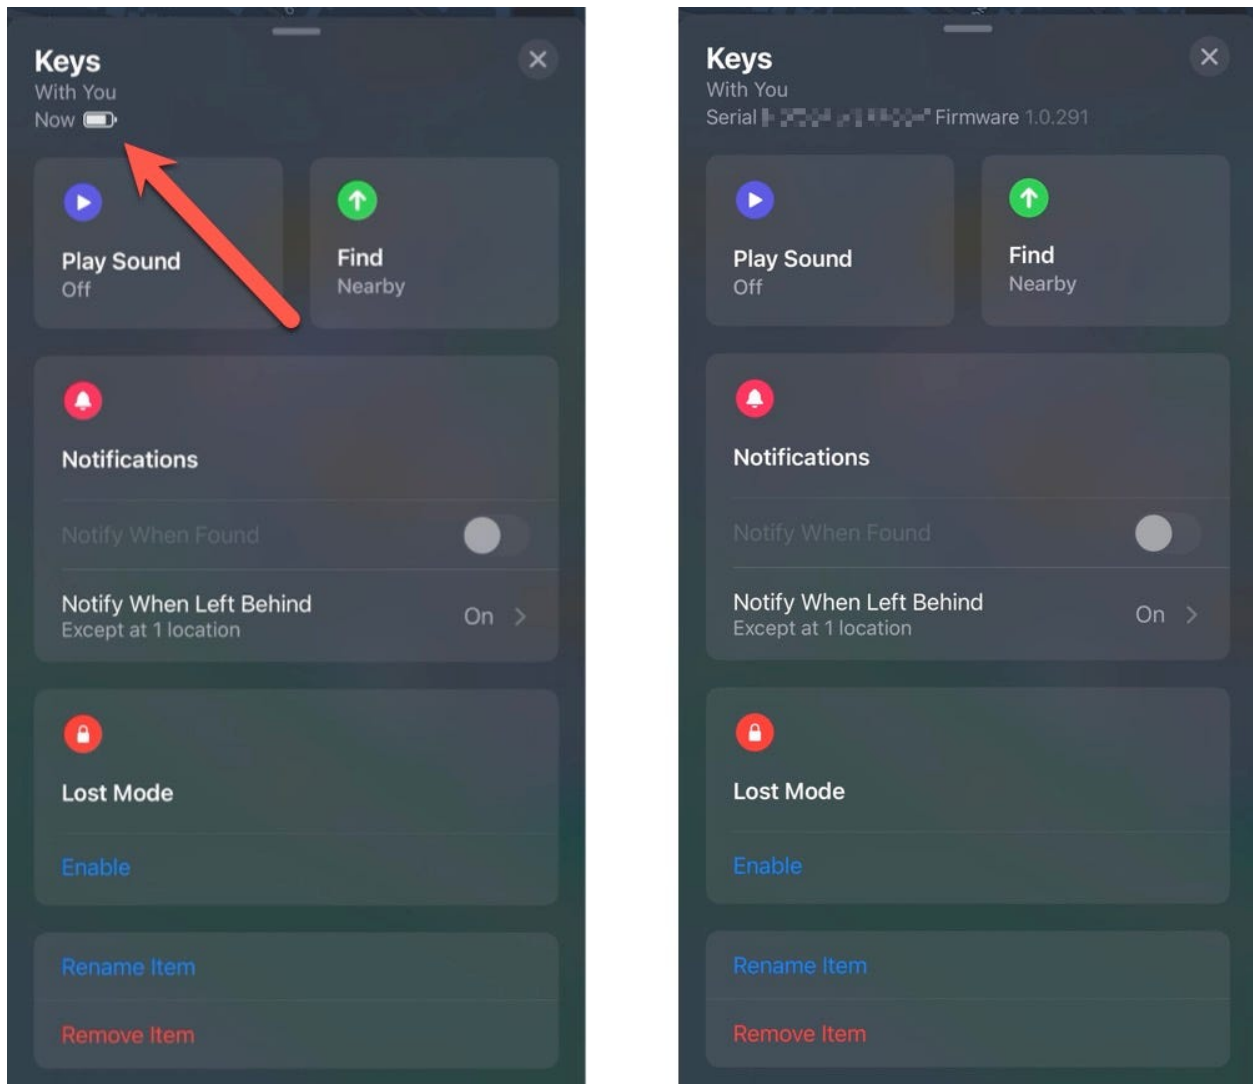 Keys
With You
Now
Play Sound
Off
Find
Nearby
Notifications
Notify When Found
Notify When Left Behind
Except at 1 location
On
Lost Mode
Enable
Rename Item
Remove Item
Keys
With You
Serial Firmware 1.0.291
Play Sound
Off
Find
Nearby
Notifications
Notify When Found
Notify When Left Behind
Except at 1 location
On
Lost Mode
Enable
Rename Item
Remove Item